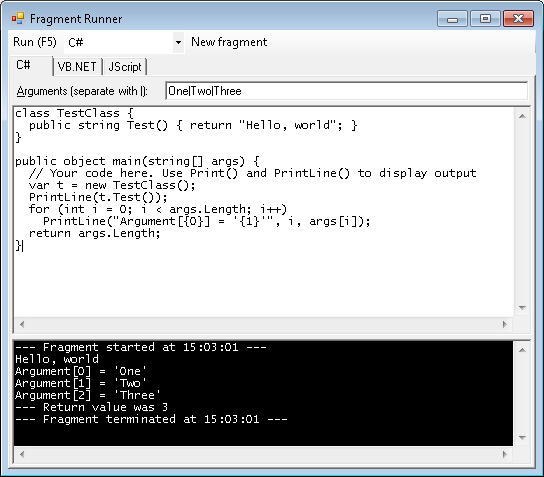 Fragment Runner
Run (F5) C# New fragment
C# VB.NET JScript
Arguments (separate with |): One|Two|Three
class TestClass {
  public string Test() { return "Hello, world"; }
}

public object main(string[] args) {
  // Your code here. Use Print() and PrintLine() to display output
  var t = new TestClass();
  PrintLine(t.Test());
  for (int i = 0; i < args.Length; i++)
    PrintLine("Argument[{0}] = '{1}'", i, args[i]);
  return args.Length;
}
--- Fragment started at 15:03:01 ---
Hello, world
Argument[0] = 'One'
Argument[1] = 'Two'
Argument[2] = 'Three'
--- Return value was 3
--- Fragment terminated at 15:03:01 ---